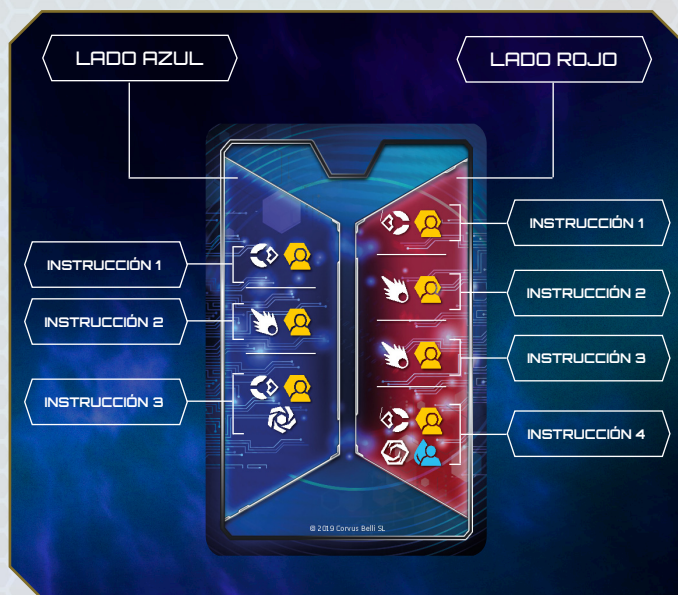 LADO AZUL
LADO ROJO
INSTRUCCIÓN 1
INSTRUCCIÓN 2
INSTRUCCIÓN 3
INSTRUCCIÓN 1
INSTRUCCIÓN 2
INSTRUCCIÓN 3
INSTRUCCIÓN 4
© 2019 Corvus Belli SL